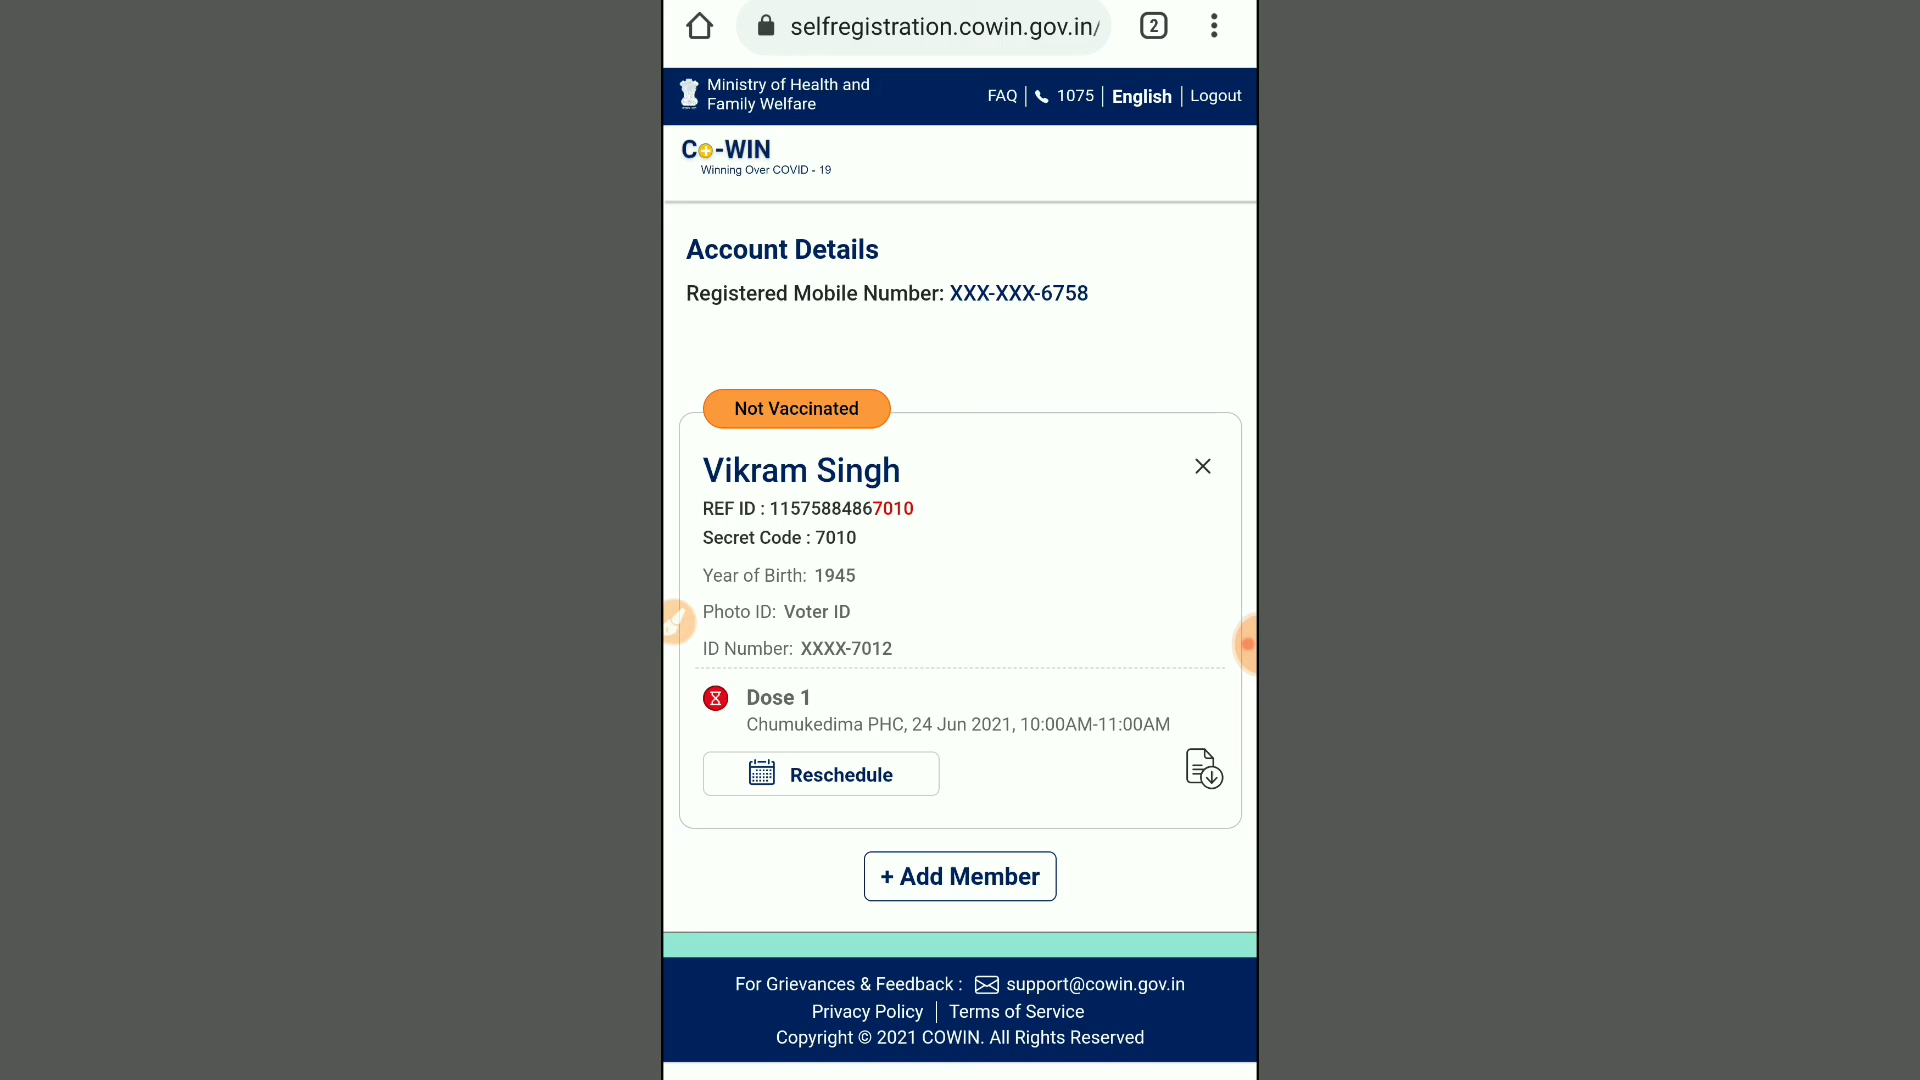 selfregistration.cowin.gov.in/
2
Ministry of Health and
Family Welfare
FAQ | 1075 | English | Logout
Co-WIN
Winning Over COVID - 19
Account Details
Registered Mobile Number: XXX-XXX-6758
Not Vaccinated
Vikram Singh
REF ID : 11575884867010
Secret Code : 7010
Year of Birth: 1945
Photo ID: Voter ID
ID Number: XXXX-7012
Dose 1
Chumukedima PHC, 24 Jun 2021, 10:00AM-11:00AM
Reschedule
+ Add Member
For Grievances & Feedback : support@cowin.gov.in
Privacy Policy | Terms of Service
Copyright © 2021 COWIN. All Rights Reserved